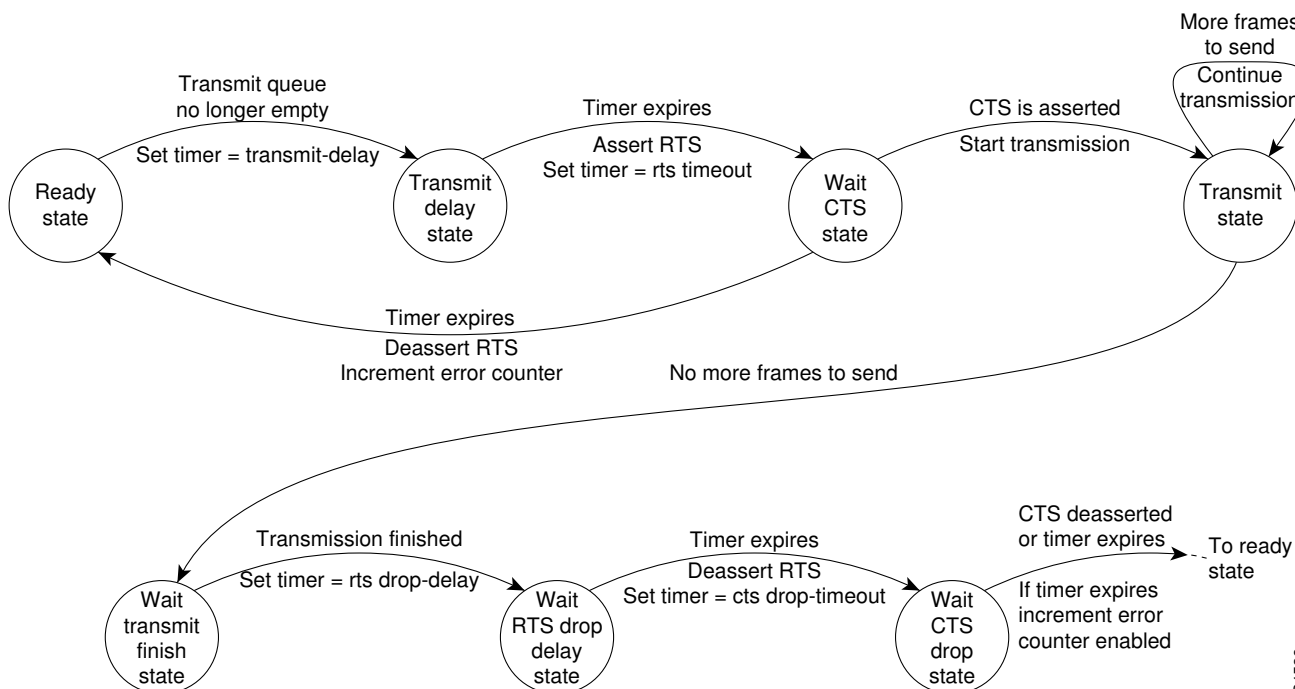 More frames
to send
Continue
transmission
Transmit queue
no longer empty
Set timer = transmit-delay
Timer expires
Assert RTS
Set timer = rts timeout
CTS is asserted
Start transmission
Ready
state
Transmit
delay
state
Wait
CTS
state
Transmit
state
Timer expires
Deassert RTS
Increment error counter
No more frames to send
Transmission finished
Set timer = rts drop-delay
Timer expires
Deassert RTS
Set timer = cts drop-timeout
CTS deasserted
or timer expires
To ready
state
If timer expires
increment error
counter enabled
Wait
transmit
finish
state
Wait
RTS drop
delay
state
Wait
CTS
drop
state